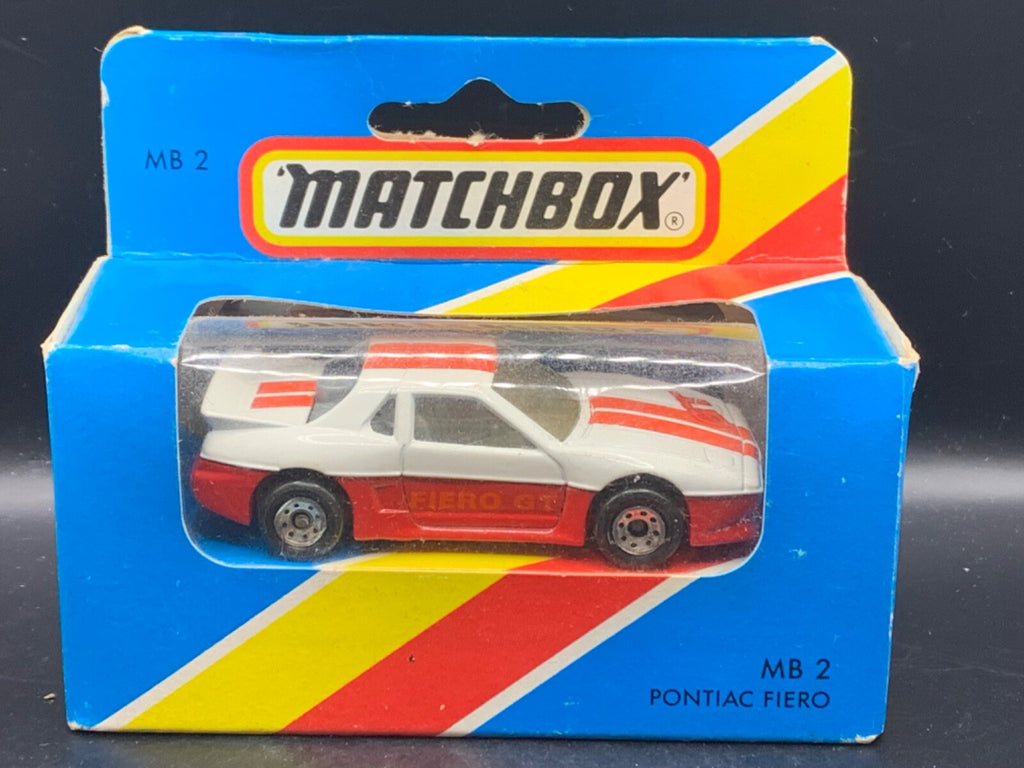 MB 2
'MATCHBOX'®
FIERO GT
MB 2
PONTIAC FIERO